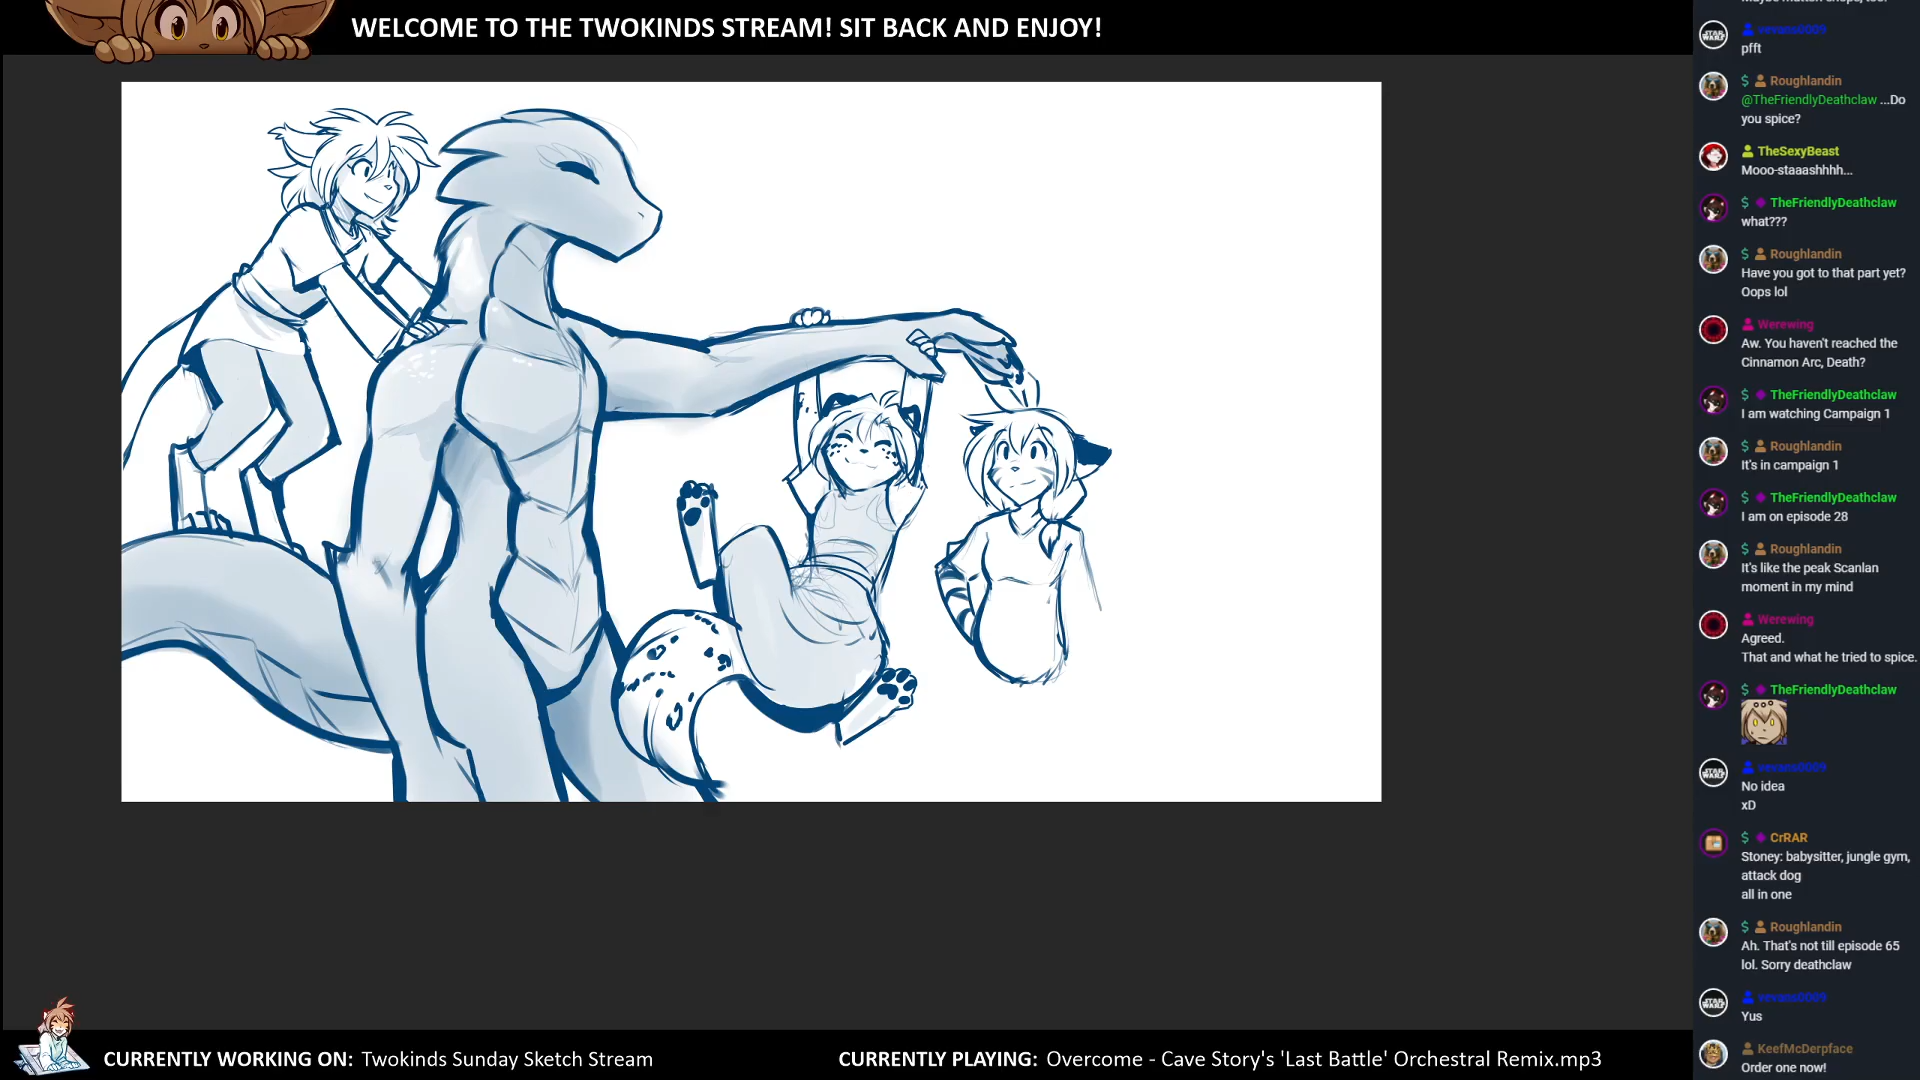 WELCOME TO THE TWOKINDS STREAM! SIT BACK AND ENJOY!
vevans0009
pfft
$ Roughlandin
@TheFriendlyDeathclaw ...Do
you spice?
TheSexyBeast
Mooo-staaashhhh...
$ TheFriendlyDeathclaw
what???
$ Roughlandin
Have you got to that part yet?
Oops lol
Werewing
Aw. You haven't reached the
Cinnamon Arc, Death?
$ TheFriendlyDeathclaw
I am watching Campaign 1
$ Roughlandin
It's in campaign 1
$ TheFriendlyDeathclaw
I am on episode 28
$ Roughlandin
It's like the peak Scanlan
moment in my mind
Werewing
Agreed.
That and what he tried to spice.
$ TheFriendlyDeathclaw
vevans0009
No idea
xD
$ CrRAR
Stoney: babysitter, jungle gym,
attack dog
all in one
$ Roughlandin
Ah. That's not till episode 65
lol. Sorry deathclaw
vevans0009
Yus
KeefMcDerpface
Order one now!
CURRENTLY WORKING ON: Twokinds Sunday Sketch Stream
CURRENTLY PLAYING: Overcome - Cave Story's 'Last Battle' Orchestral Remix.mp3